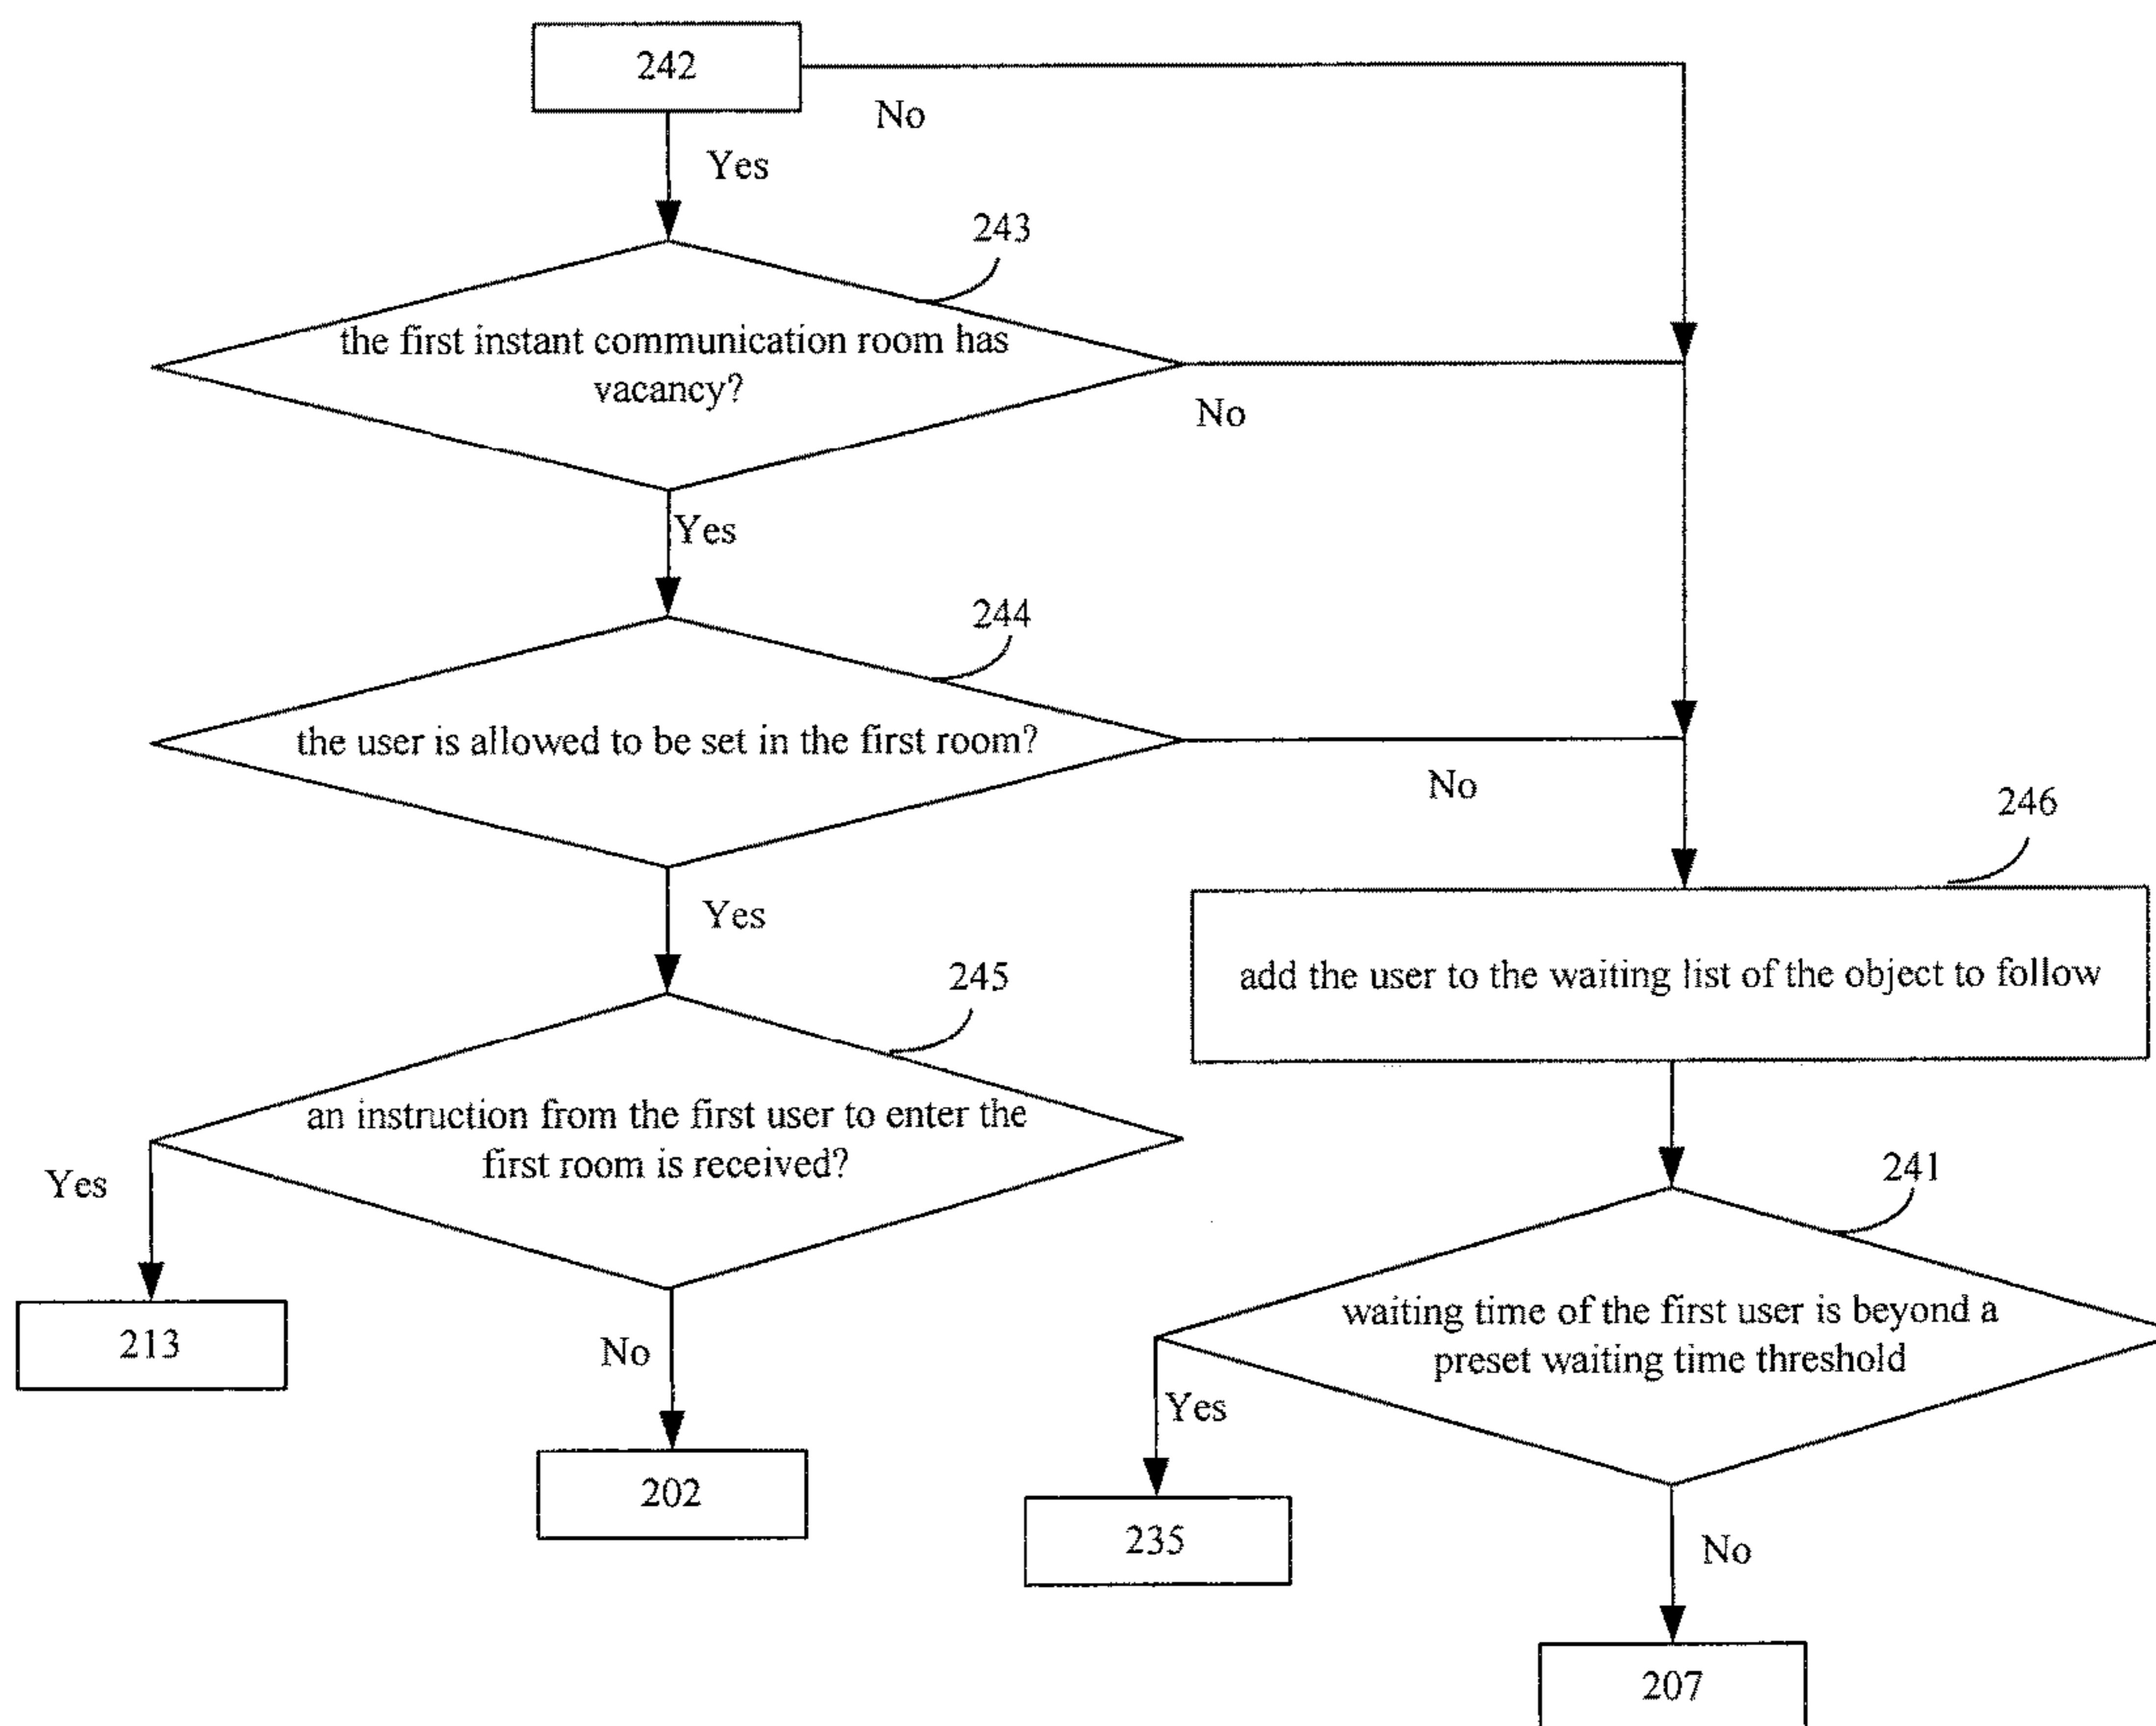 242
No
Yes
243
the first instant communication room has
vacancy?
No
Yes
244
the user is allowed to be set in the first room?
No
246
Yes
add the user to the waiting list of the object to follow
245
an instruction from the first user to enter the
first room is received?
Yes
241
213
No
waiting time of the first user is beyond a
preset waiting time threshold
Yes
202
235
No
207